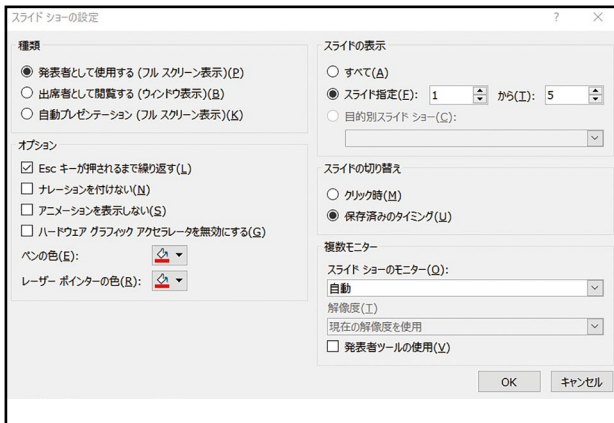 スライド ショーの設定
? ×
種類
発表者として使用する (フル スクリーン表示)(P)
出席者として閲覧する (ウィンドウ表示)(B)
自動プレゼンテーション (フル スクリーン表示)(K)
オプション
Esc キーが押されるまで繰り返す(L)
ナレーションを付けない(N)
アニメーションを表示しない(S)
ハードウェア グラフィック アクセラレータを無効にする(G)
ペンの色(E):
レーザー ポインターの色(R):
スライドの表示
すべて(A)
スライド指定(F): 1 から(T): 5
目的別スライド ショー(C):
スライドの切り替え
クリック時(M)
保存済みのタイミング(U)
複数モニター
スライド ショーのモニター(O):
自動
解像度(T)
現在の解像度を使用
発表者ツールの使用(V)
OK キャンセル